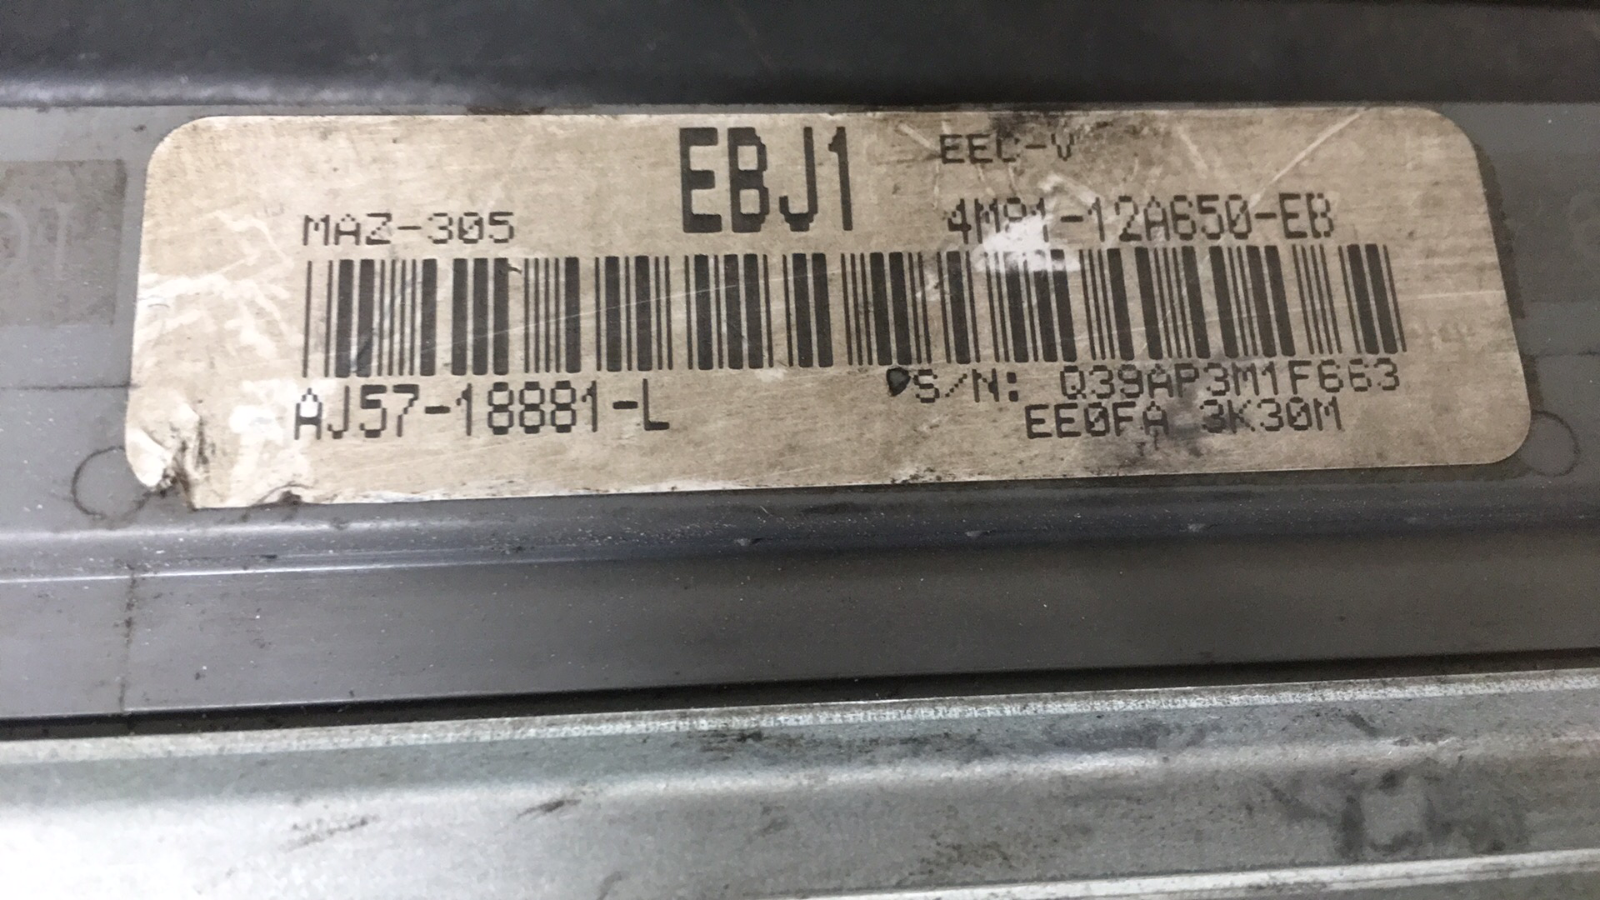 EBJ1
EEC-V
MAZ-305
4M91-12A650-EB
AJ57-18881-L
S/N: Q39AP3M1F663
EE0FA 3K30M